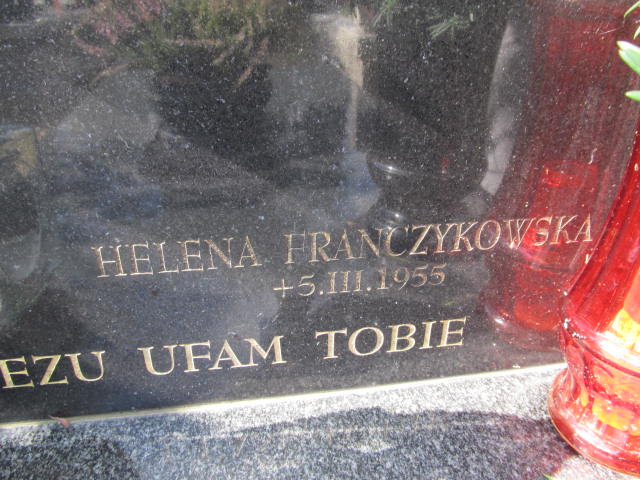 HELENA FRANCZYKOWSKA
+5.III.1955
EZU UFAM TOBIE